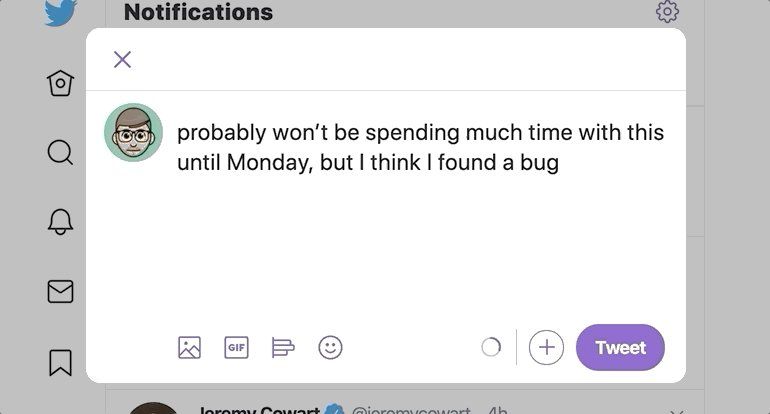 Notifications
probably won’t be spending much time with this
until Monday, but I think I found a bug
GIF
Tweet
Jeremy Cowart @jeremycowart 4h